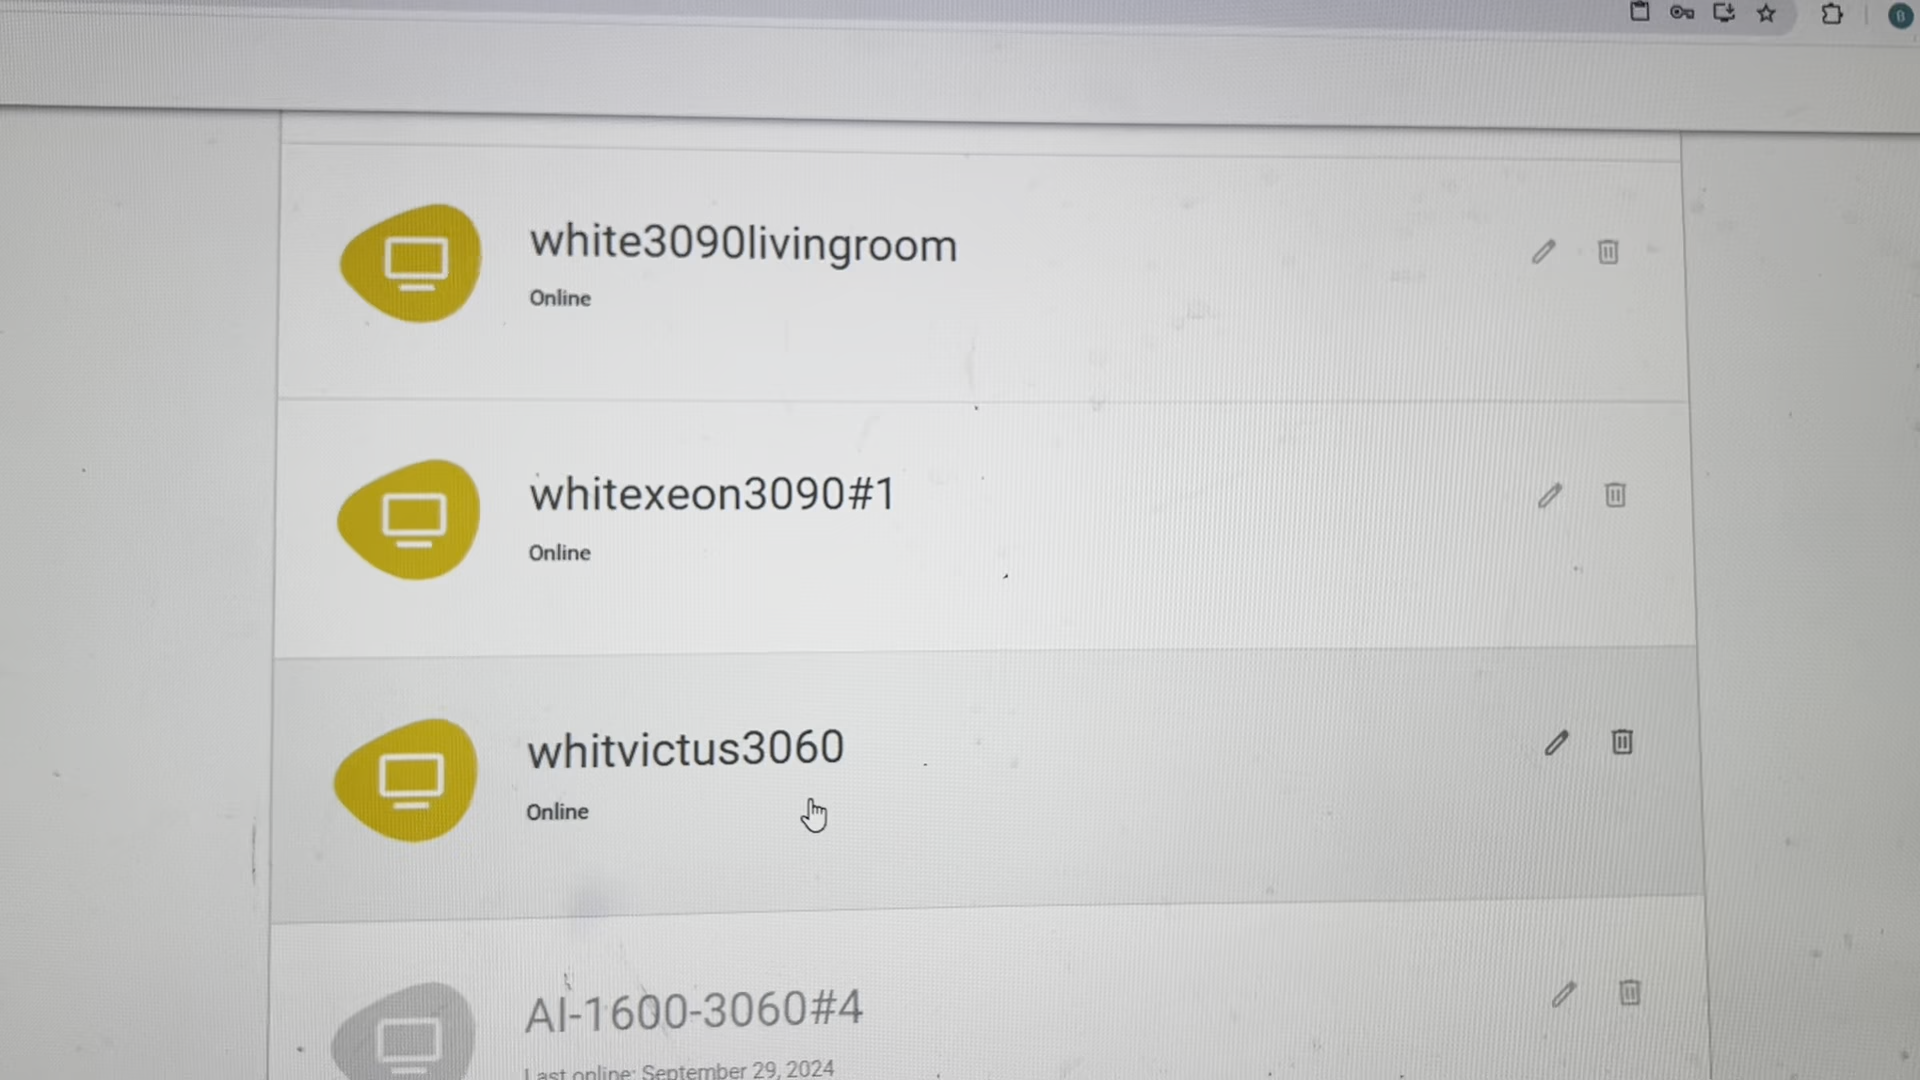 B
white3090livingroom
Online
whitexeon3090#1
Online
whitvictus3060
Online
AI-1600-3060#4
Last online: September 29, 2024